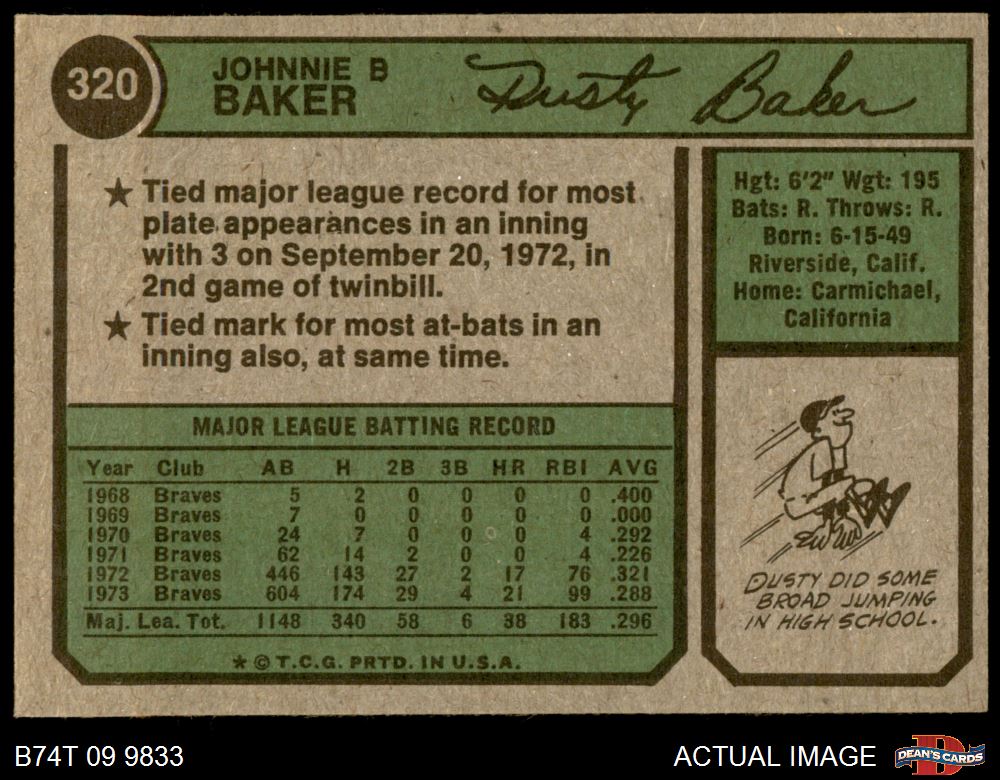 320
JOHNNIE B
BAKER
Dusty Baker
★ Tied major league record for most
plate appearances in an inning
with 3 on September 20, 1972, in
2nd game of twinbill.
★ Tied mark for most at-bats in an
inning also, at same time.
MAJOR LEAGUE BATTING RECORD
Year Club AB H 2B 3B HR RBI AVG
1968 Braves 5 2 0 0 0 0 .400
1969 Braves 7 0 0 0 0 0 .000
1970 Braves 24 7 0 0 0 4 .292
1971 Braves 62 14 2 0 0 4 .226
1972 Braves 446 143 27 2 17 76 .321
1973 Braves 604 174 29 4 21 99 .288
Maj. Lea. Tot. 1148 340 58 6 38 183 .296
★ © T.C.G. PRTD. IN U.S.A.
Hgt: 6'2" Wgt: 195
Bats: R. Throws: R.
Born: 6-15-49
Riverside, Calif.
Home: Carmichael,
California
DUSTY DID SOME
BROAD JUMPING
IN HIGH SCHOOL.
B74T 09 9833
ACTUAL IMAGE
D
DEAN'S CARDS